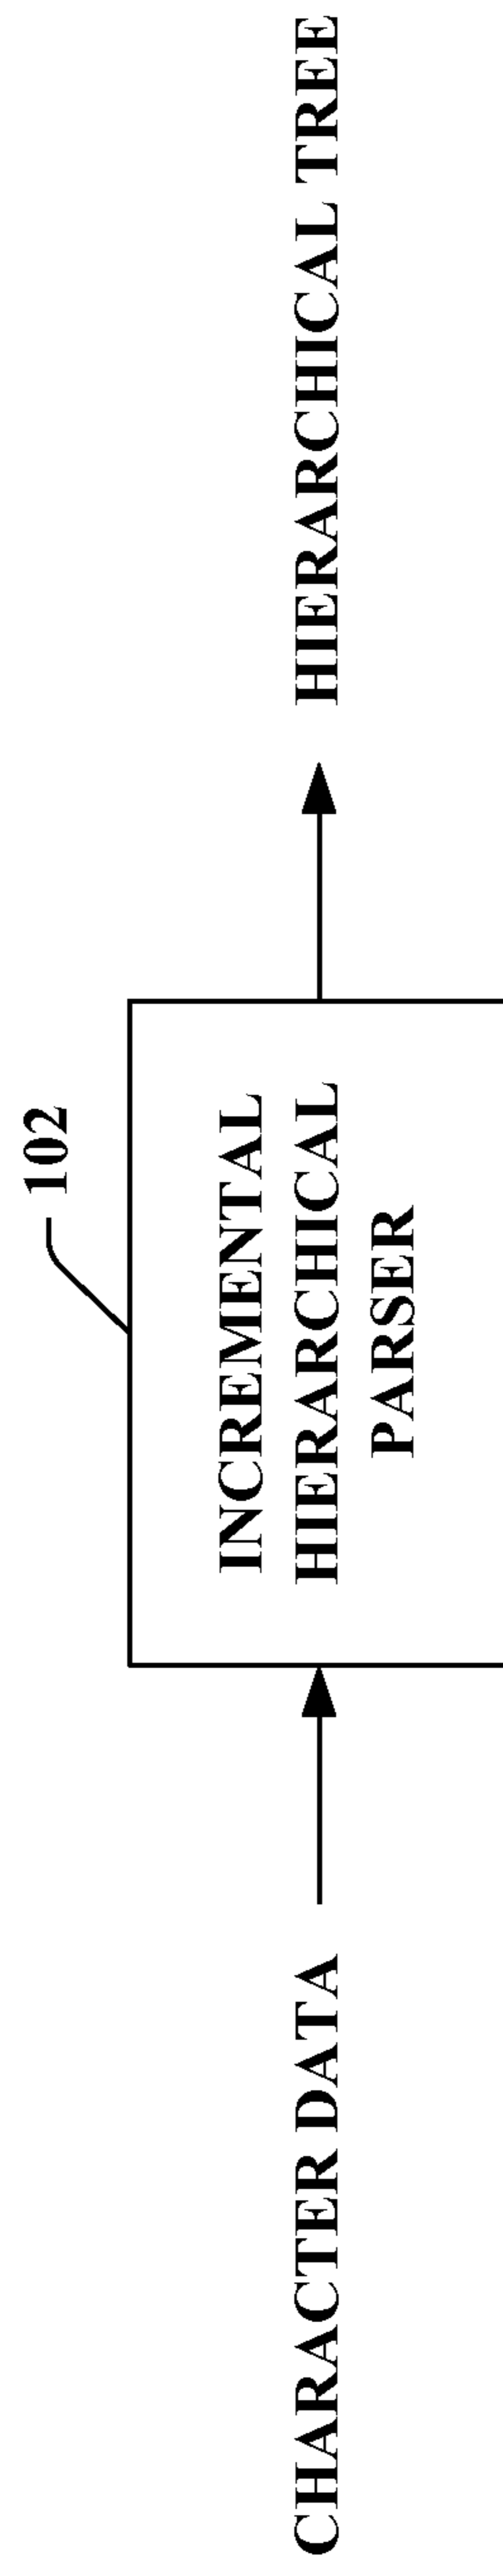 102
CHARACTER DATA
INCREMENTAL
HIERARCHICAL
PARSER
HIERARCHICAL TREE